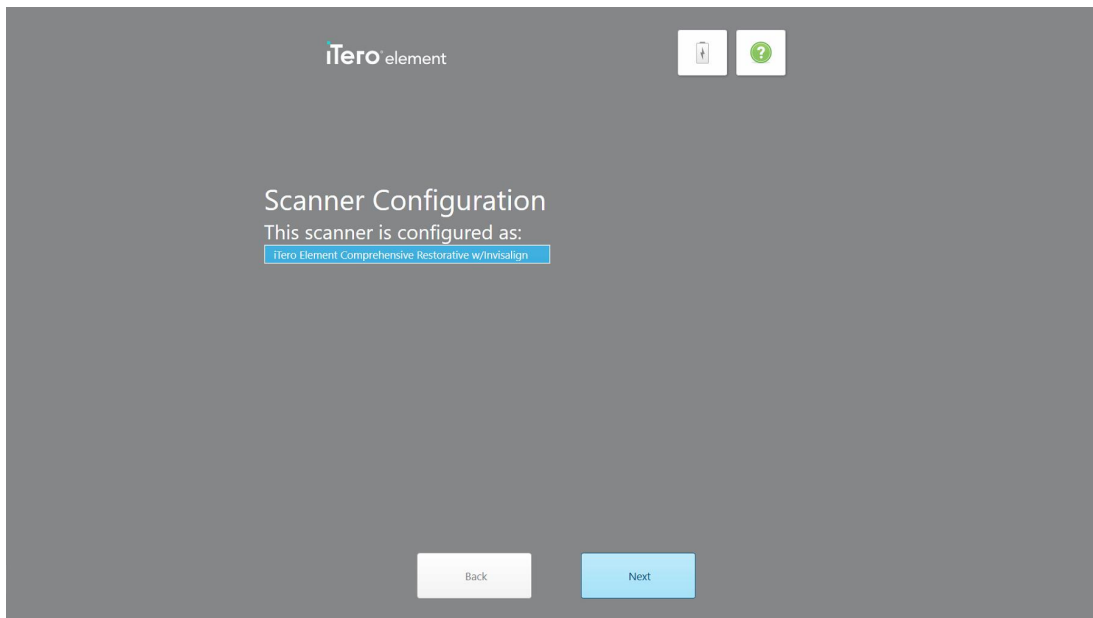 iTero element
?
Scanner Configuration
This scanner is configured as:
iTero Element Comprehensive Restorative w/Invisalign
Back
Next